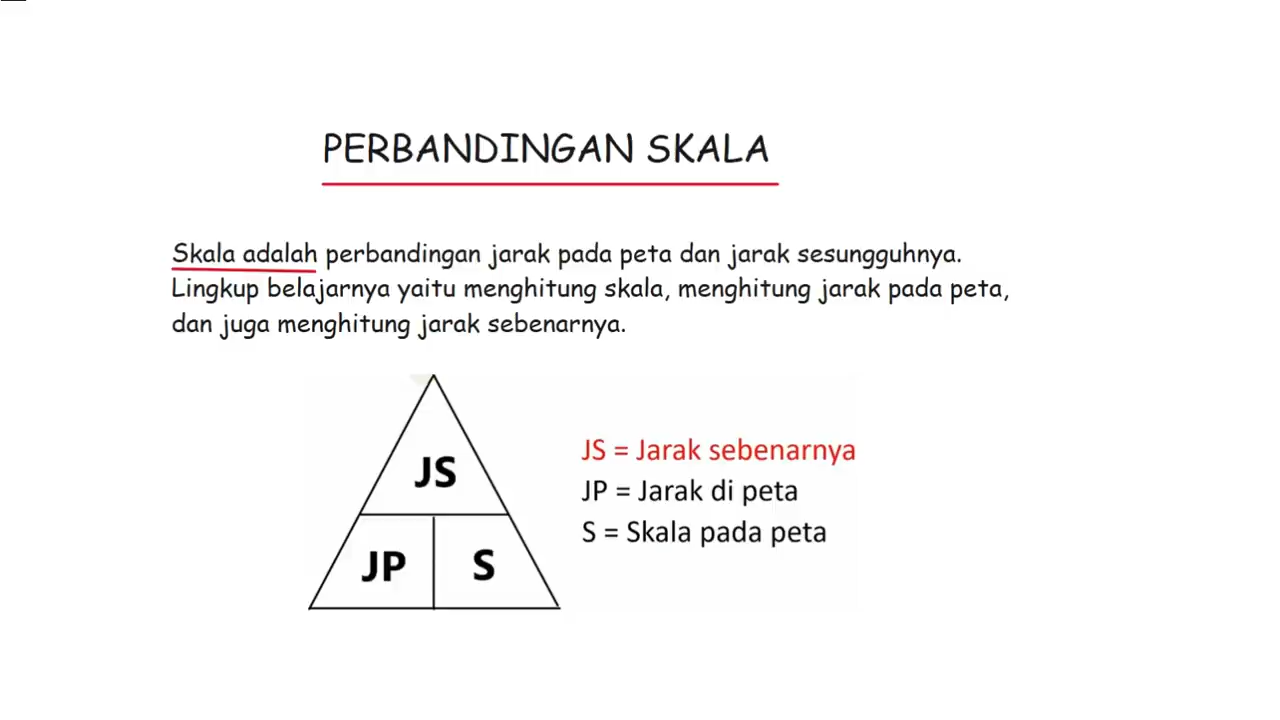 PERBANDINGAN SKALA
Skala adalah perbandingan jarak pada peta dan jarak sesungguhnya.
Lingkup belajarnya yaitu menghitung skala, menghitung jarak pada peta,
dan juga menghitung jarak sebenarnya.
JS
JP S
JS = Jarak sebenarnya
JP = Jarak di peta
S = Skala pada peta